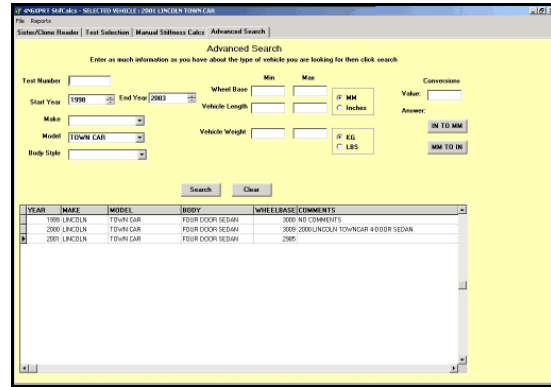 4N6XPRT StifCalcs - SELECTED VEHICLE : 2001 LINCOLN TOWN CAR
File Reports
Sister/Clone Reader Test Selection Manual Stiffness Calcs Advanced Search
Advanced Search
Enter as much information as you have about the type of vehicle you are looking for then click search
Min Max Conversions
Test Number Wheel Base MM Value:
Start Year 1998 End Year 2003 Vehicle Length Inches Answer:
Make IN TO MM
Model TOWN CAR Vehicle Weight KG
Body Style LBS MM TO IN
Search Clear
YEAR MAKE MODEL BODY WHEELBASE COMMENTS
1999 LINCOLN TOWN CAR FOUR DOOR SEDAN 3000 NO COMMENTS
2000 LINCOLN TOWN CAR FOUR DOOR SEDAN 3009 2000 LINCOLN TOWNCAR 4-DOOR SEDAN
2001 LINCOLN TOWN CAR FOUR DOOR SEDAN 2985